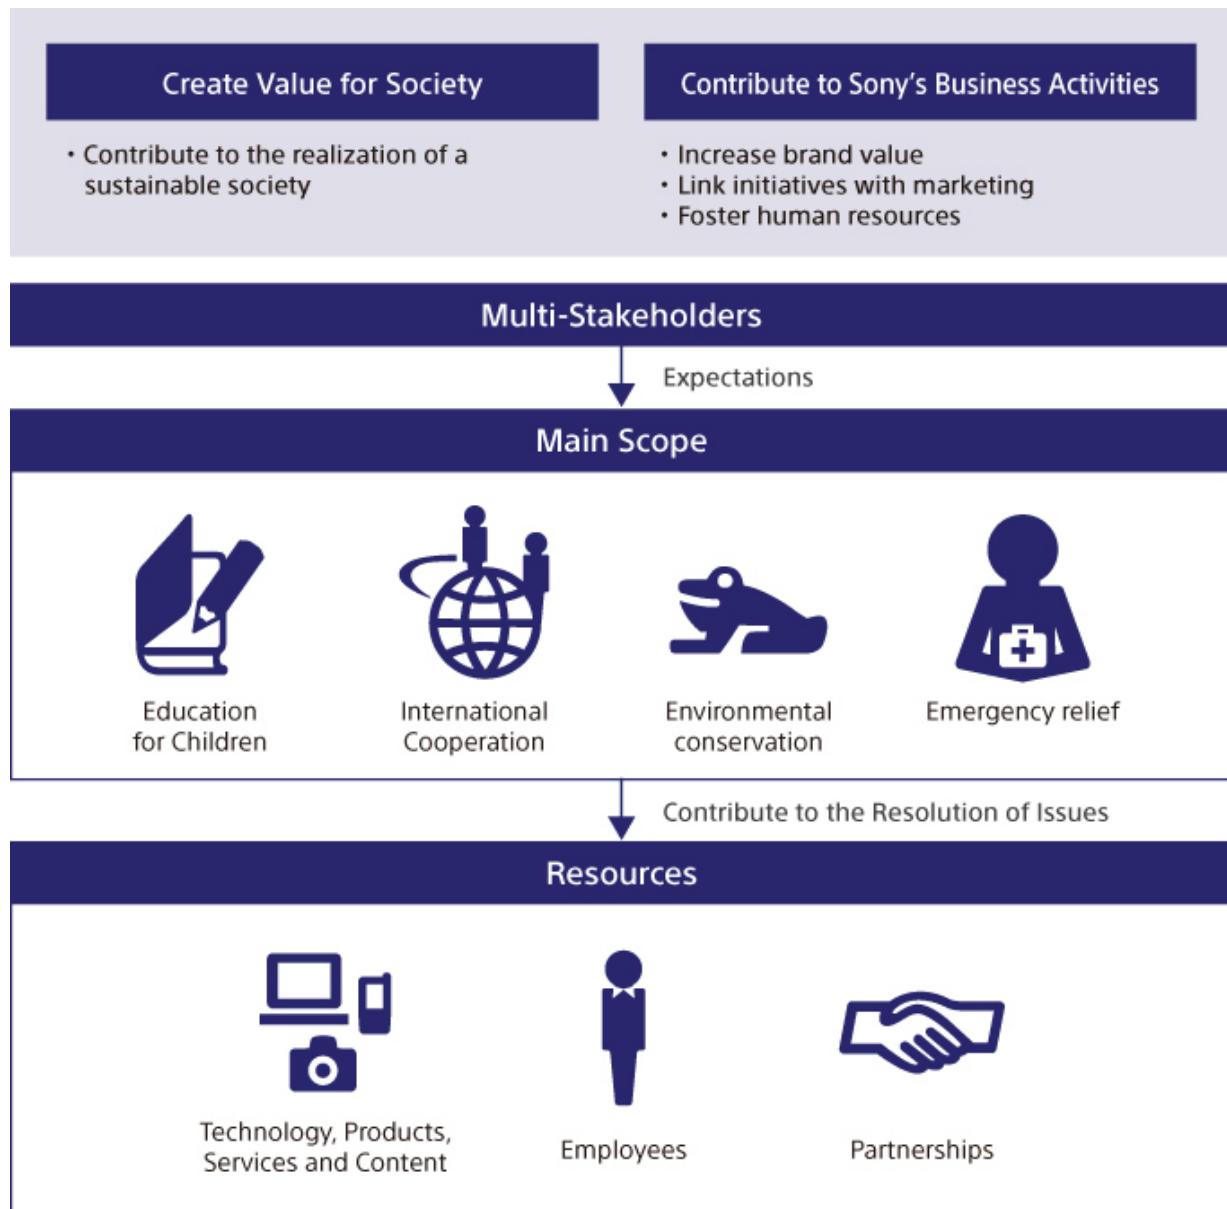 Create Value for Society
・Contribute to the realization of a
sustainable society
Contribute to Sony's Business Activities
・Increase brand value
・Link initiatives with marketing
・Foster human resources
Multi-Stakeholders
Expectations
Main Scope
Education
for Children
International
Cooperation
Environmental
conservation
Emergency relief
Contribute to the Resolution of Issues
Resources
Technology, Products,
Services and Content
Employees
Partnerships